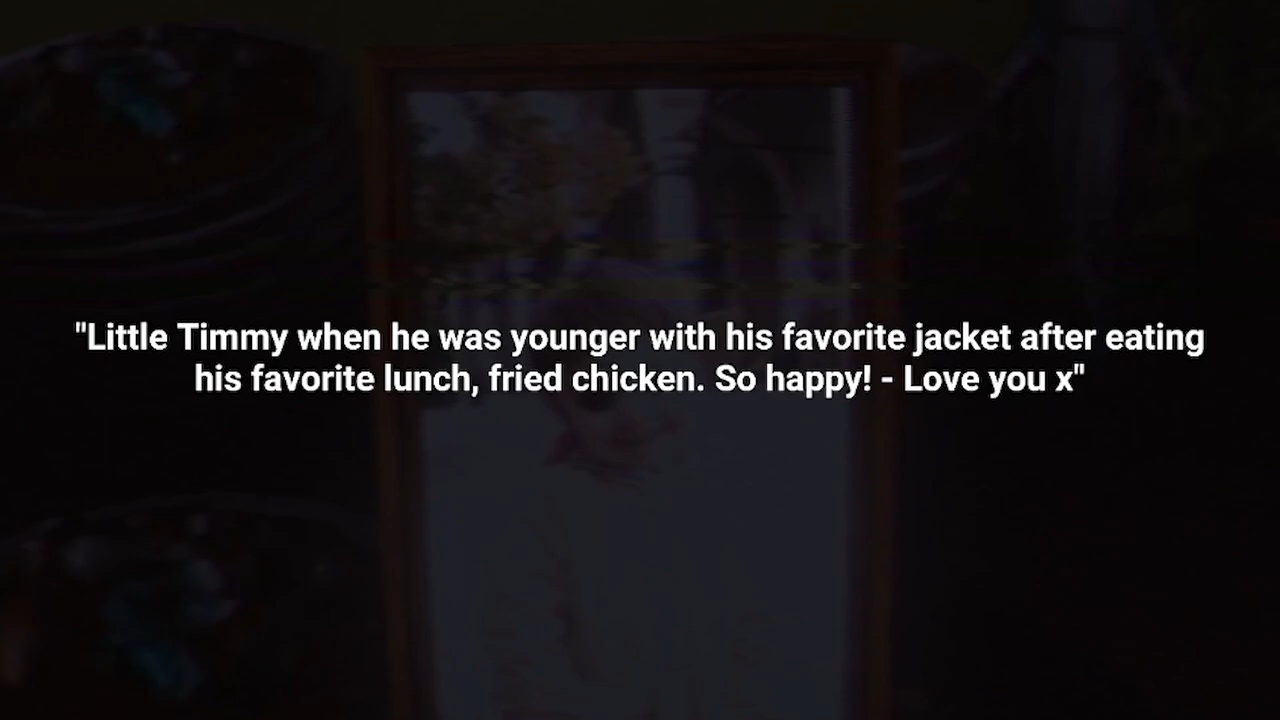 "Little Timmy when he was younger with his favorite jacket after eating
his favorite lunch, fried chicken. So happy! - Love you x"